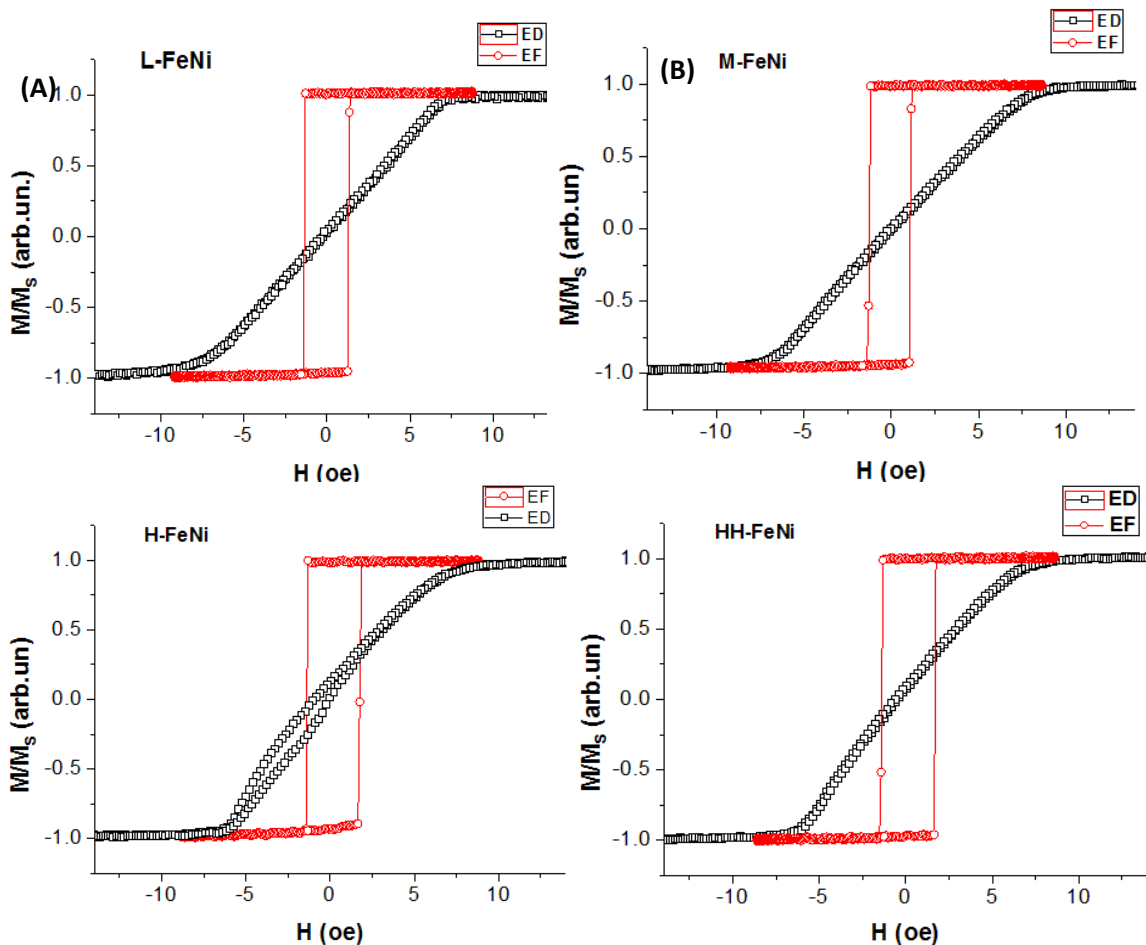 (A)
L-FeNi
ED
EF
1.0
0.5
0.0
-0.5
-1.0
M/Ms (arb.un.)
-10
-5
0
5
10
H (oe)
(B)
M-FeNi
ED
EF
1.0
0.5
0.0
-0.5
-1.0
M/Ms (arb.un)
-10
-5
0
5
10
H (oe)
H-FeNi
EF
ED
1.0
0.5
0.0
-0.5
-1.0
M/Ms (arb.un)
-10
-5
0
5
10
H (oe)
HH-FeNi
ED
EF
1.0
0.5
0.0
-0.5
-1.0
M/Ms (arb.un)
-10
-5
0
5
10
H (oe)